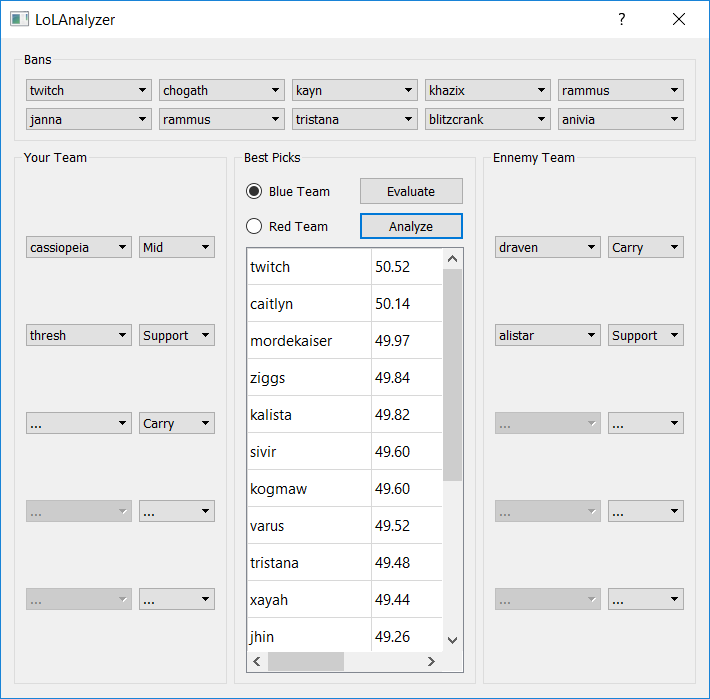 LoLAnalyzer ?
Bans
twitch chogath kayn khazix rammus
janna rammus tristana blitzcrank anivia
Your Team
cassiopeia Mid
thresh Support
... Carry
... ...
... ...
Best Picks
Blue Team Evaluate
Red Team Analyze
twitch 50.52
caitlyn 50.14
mordekaiser 49.97
ziggs 49.84
kalista 49.82
sivir 49.60
kogmaw 49.60
varus 49.52
tristana 49.48
xayah 49.44
jhin 49.26
Ennemy Team
draven Carry
alistar Support
... ...
... ...
... ...